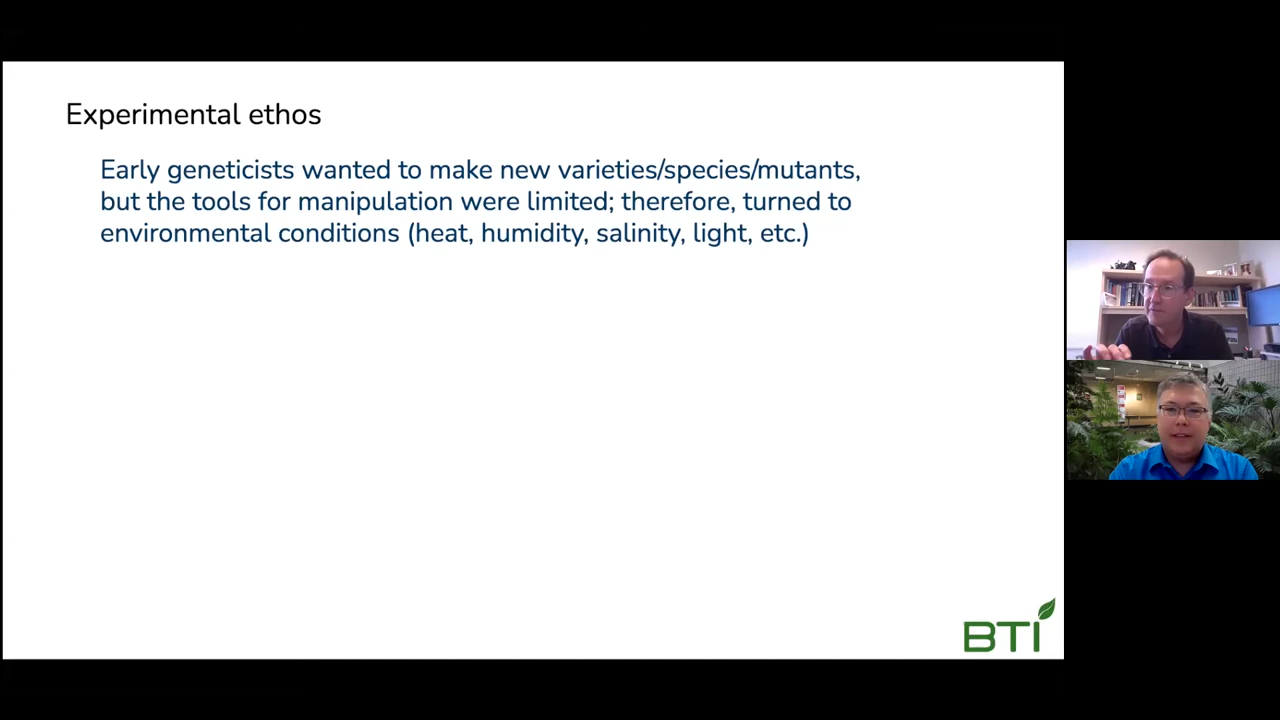 Experimental ethos
Early geneticists wanted to make new varieties/species/mutants,
but the tools for manipulation were limited; therefore, turned to
environmental conditions (heat, humidity, salinity, light, etc.)
BTI